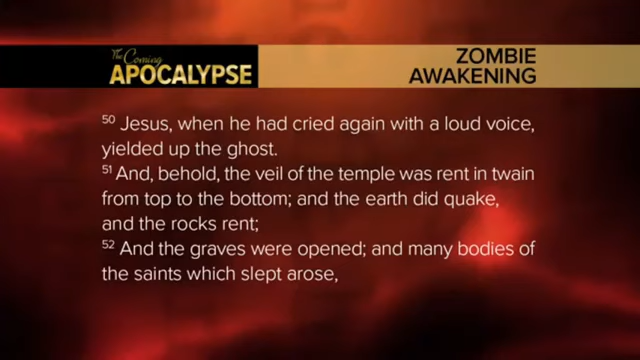 The Coming
APOCALYPSE
ZOMBIE
AWAKENING
50 Jesus, when he had cried again with a loud voice,
yielded up the ghost.
51 And, behold, the veil of the temple was rent in twain
from top to the bottom; and the earth did quake,
and the rocks rent;
52 And the graves were opened; and many bodies of
the saints which slept arose,